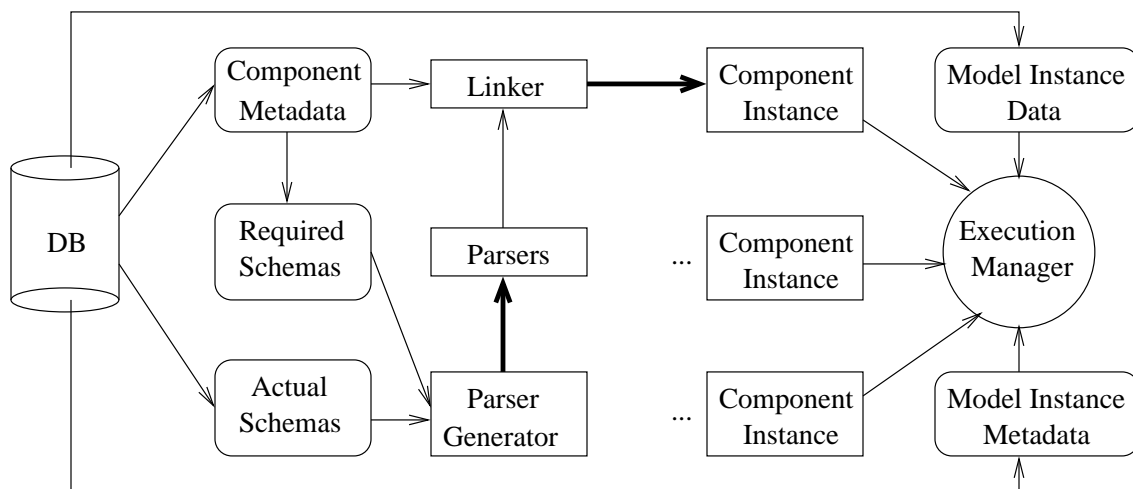 DB
Component
Metadata
Required
Schemas
Actual
Schemas
Linker
Parsers
Parser
Generator
Component
Instance
...
Component
Instance
...
Component
Instance
Model Instance
Data
Execution
Manager
Model Instance
Metadata